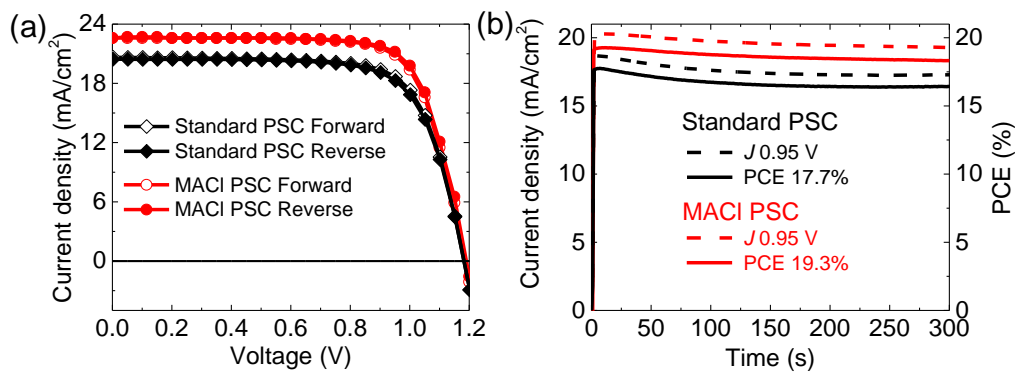 (a)
Current density (mA/cm²)
24
18
12
6
0
Standard PSC Forward
Standard PSC Reverse
MACl PSC Forward
MACl PSC Reverse
0.0 0.2 0.4 0.6 0.8 1.0 1.2
Voltage (V)
(b)
Current density (mA/cm²)
20
15
10
5
0
Standard PSC
J 0.95 V
PCE 17.7%
MACl PSC
J 0.95 V
PCE 19.3%
20
15
10
5
0
PCE (%)
0 50 100 150 200 250 300
Time (s)